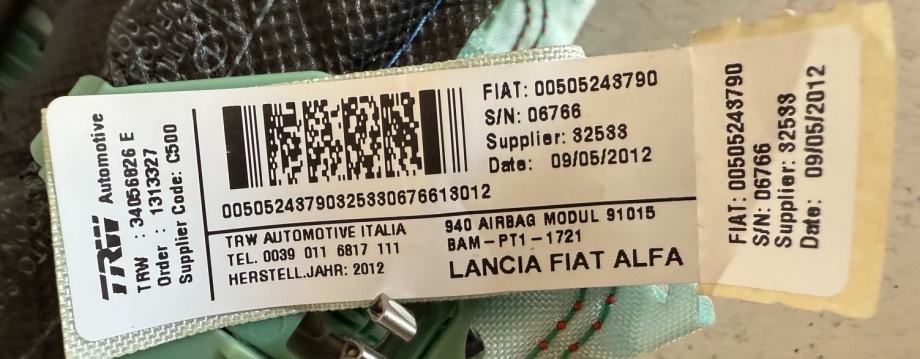 TRW Automotive
TRW : 34056826 E
Order : 1313327
Supplier Code: C500
FIAT: 00505243790
S/N: 06766
Supplier: 32533
Date: 09/05/2012
00505243790325330676613012
TRW AUTOMOTIVE ITALIA
TEL. 0039 011 6817 111
HERSTELL.JAHR: 2012
940 AIRBAG MODUL 91015
BAM-PT1-1721
LANCIA FIAT ALFA
FIAT: 00505243790
S/N: 06766
Supplier: 32533
Date: 09/05/2012